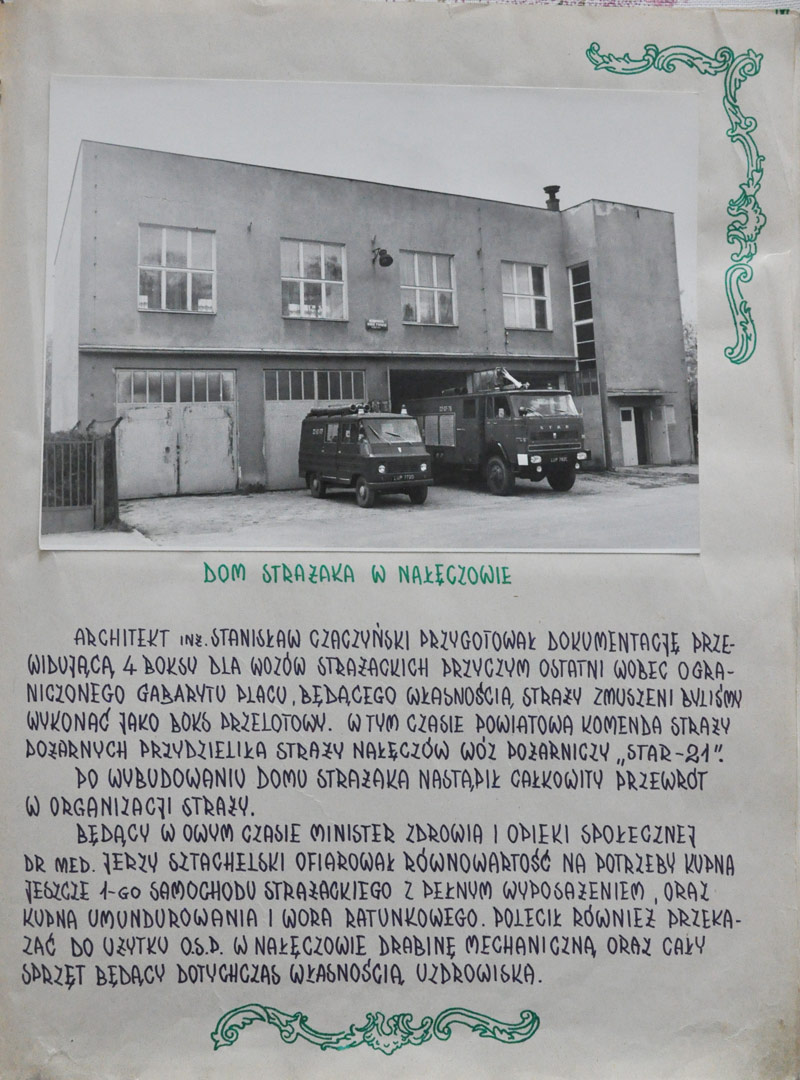 STAR
LUP 778D
DOM STRAŻAKA W NAŁĘCZOWIE
ARCHITEKT INŻ. STANISŁAW CZACZYŃSKI PRZYGOTOWAŁ DOKUMENTACJĘ PRZE-
WIDUJĄCĄ 4 BOKSY DLA WOZÓW STRAŻACKICH PRZYCZYM OSTATNI WOBEC OGRA-
NICZONEGO GABARYTU PLACU, BĘDĄCEGO WŁASNOŚCIĄ STRAŻY ZMUSZENI BYLIŚMY
WYKONAĆ JAKO BOKS PRZELOTOWY. W TYM CZASIE POWIATOWA KOMENDA STRAŻY
POŻARNYCH PRZYDZIELIŁA STRAŻY NAŁĘCZÓW WÓZ POŻARNICZY „STAR-21".
PO WYBUDOWANIU DOMU STRAŻAKA NASTĄPIŁ CAŁKOWITY PRZEWRÓT
W ORGANIZACJI STRAŻY.
BĘDĄCY W OWYM CZASIE MINISTER ZDROWIA I OPIEKI SPOŁECZNEJ
DR MED. JERZY SZTACHELSKI OFIAROWAŁ RÓWNOWARTOŚĆ NA POTRZEBY KUPNA
JESZCZE 1-GO SAMOCHODU STRAŻACKIEGO Z PEŁNYM WYPOSAŻENIEM, ORAZ
KUPNA UMUNDUROWANIA I WORA RATUNKOWEGO. POLECIŁ RÓWNIEŻ PRZEKA-
ZAĆ DO UŻYTKU O.S.P. W NAŁĘCZOWIE DRABINĘ MECHANICZNĄ ORAZ CAŁY
SPRZĘT BĘDĄCY DOTYCHCZAS WŁASNOŚCIĄ UZDROWISKA.